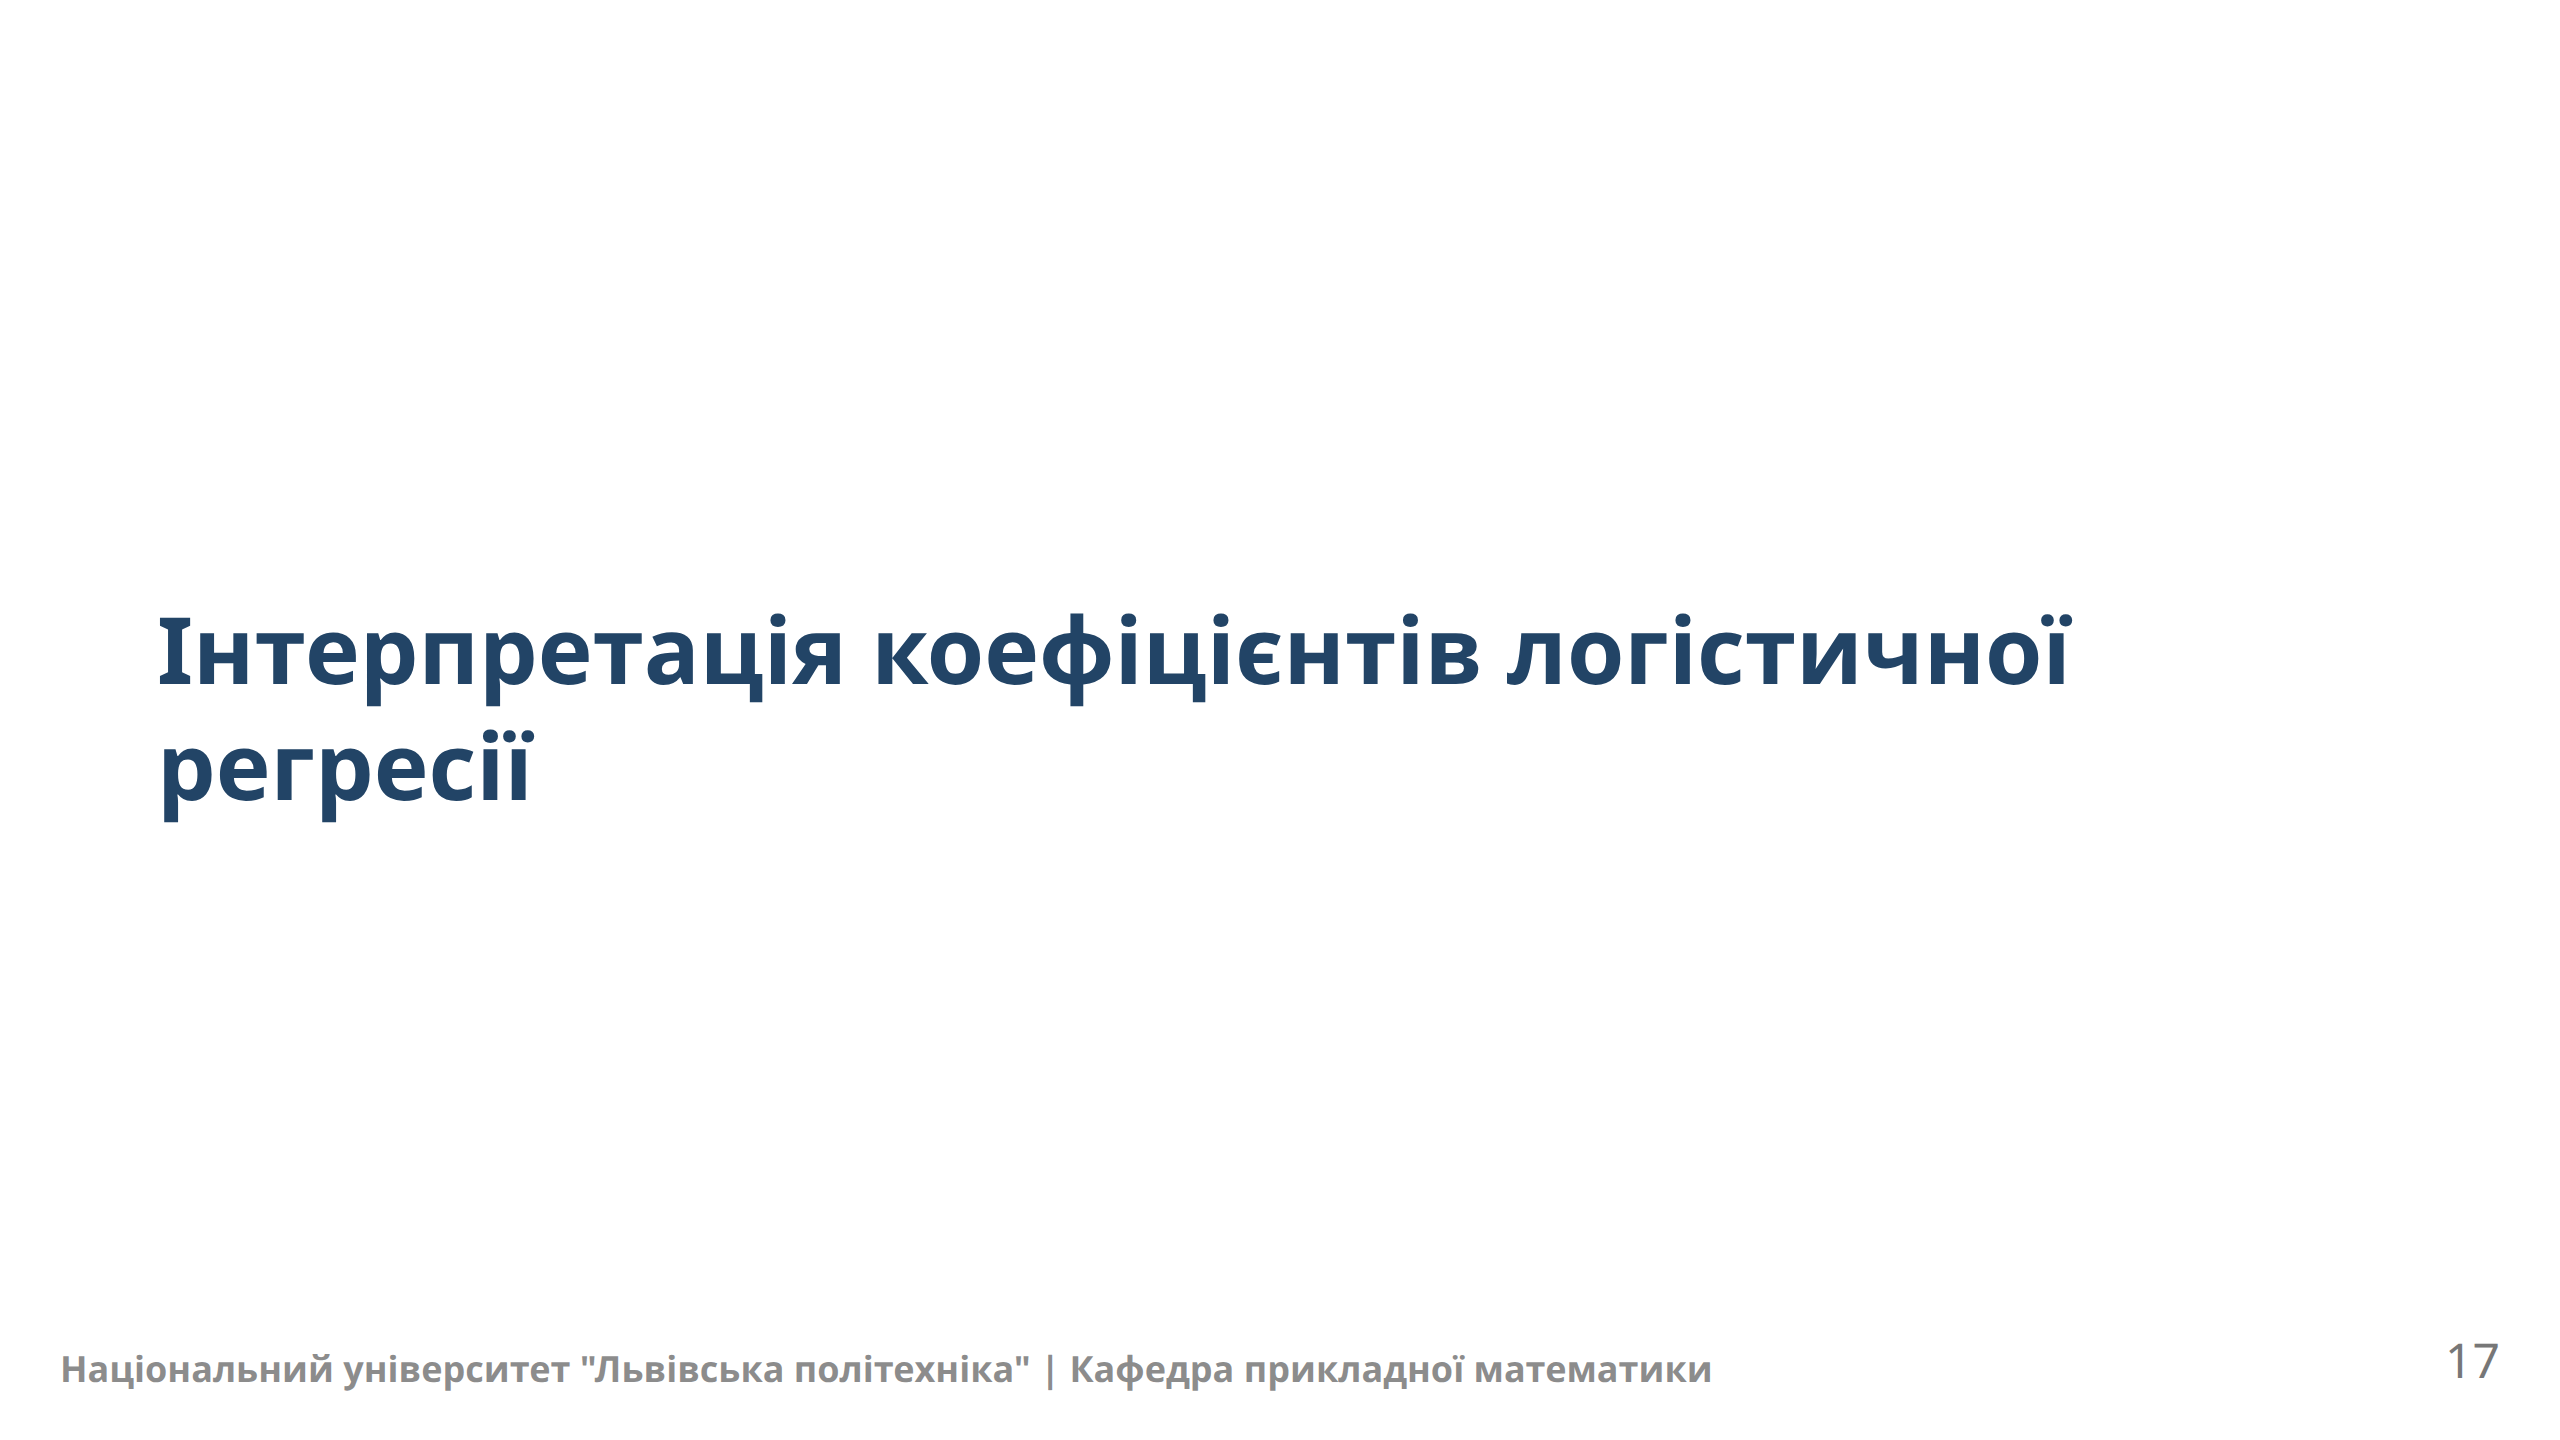 Інтерпретація коефіцієнтів логістичної
регресії
Національний університет "Львівська політехніка" | Кафедра прикладної математики
17